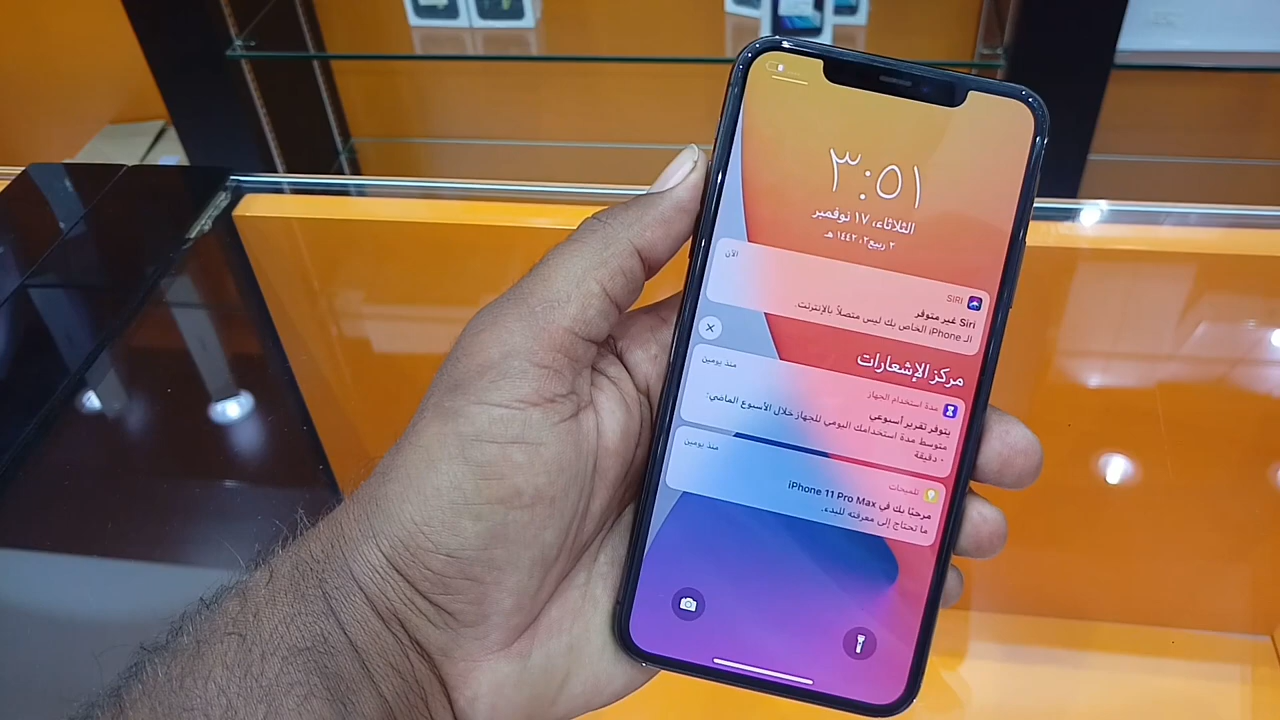 ٣:٥١
الثلاثاء، ١٧ نوفمبر
٢ ربيع٢، ١٤٤٢ هـ
SIRI
الآن
Siri غير متوفر
الـ iPhone الخاص بك ليس متصلاً بالإنترنت.
مركز الإشعارات
مدة استخدام الجهاز
منذ يومين
يتوفر تقرير أسبوعي
متوسط مدة استخدامك اليومي للجهاز خلال الأسبوع الماضي:
٠ دقيقة
تلميحات
منذ يومين
مرحبًا بك في iPhone 11 Pro Max
ما تحتاج إلى معرفته للبدء.